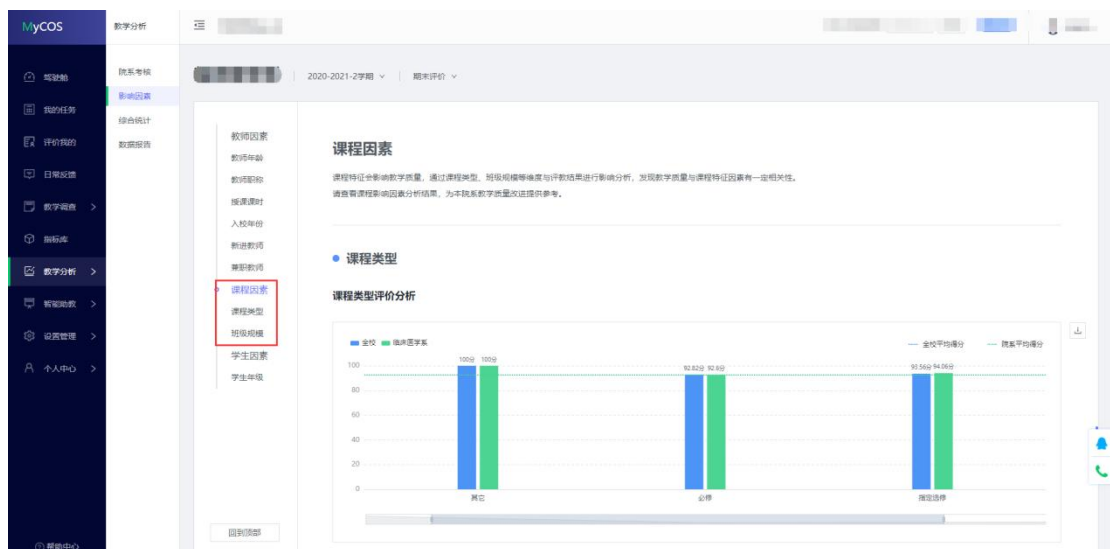 MyCOS
教学分析
驾驶舱
我的任务
评价我的
日常反馈
教学调查
指标库
教学分析
智能助教
设置管理
个人中心
帮助中心
院系考核
影响因素
综合统计
数据报告
2020-2021-2学期
期末评价
教师因素
教师年龄
教师职称
授课课时
入校年份
新进教师
兼职教师
课程因素
课程类型
班级规模
学生因素
学生年级
回到顶部
课程因素
课程特征会影响教学质量，通过课程类型、班级规模等维度与评教结果进行影响分析，发现教学质量与课程特征因素有一定相关性。
请查看课程影响因素分析结果，为本院系教学质量改进提供参考。
课程类型
课程类型评价分析
全校 临床医学系
全校平均得分 院系平均得分
100分 100分
92.82分 92.8分
93.56分 94.06分
100
80
60
40
20
0
其它 必修 指定选修